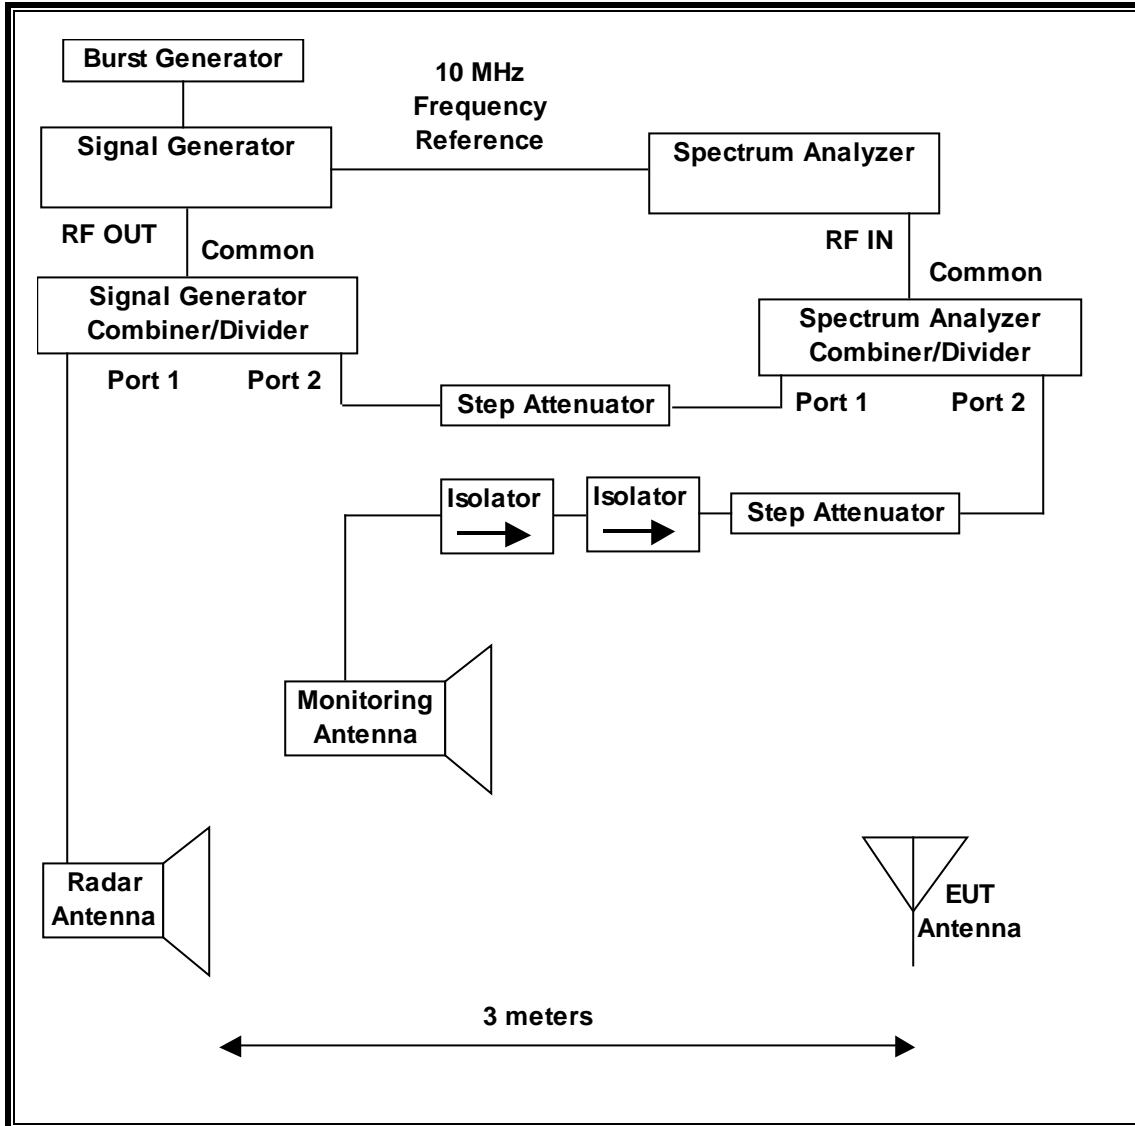 Burst Generator
10 MHz
Frequency
Reference
Signal Generator
Spectrum Analyzer
RF OUT
Common
RF IN
Common
Signal Generator
Combiner/Divider
Spectrum Analyzer
Combiner/Divider
Port 1
Port 2
Step Attenuator
Port 1
Port 2
Isolator
Isolator
Step Attenuator
Monitoring
Antenna
Radar
Antenna
EUT
Antenna
3 meters